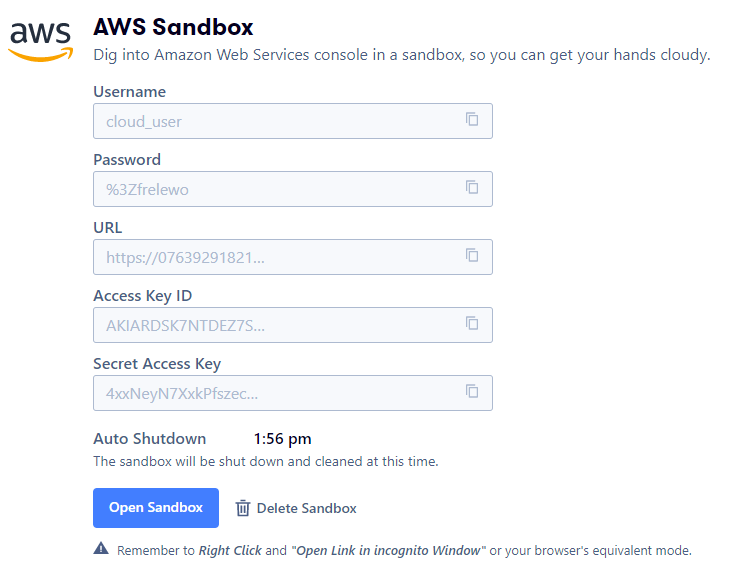 aws
AWS Sandbox
Dig into Amazon Web Services console in a sandbox, so you can get your hands cloudy.
Username
cloud_user
Password
%3Zfrelewo
URL
https://07639291821...
Access Key ID
AKIARDSK7NTDEZ7S...
Secret Access Key
4xxNeyN7XxkPfszec...
Auto Shutdown 1:56 pm
The sandbox will be shut down and cleaned at this time.
Open Sandbox Delete Sandbox
Remember to Right Click and "Open Link in incognito Window" or your browser's equivalent mode.